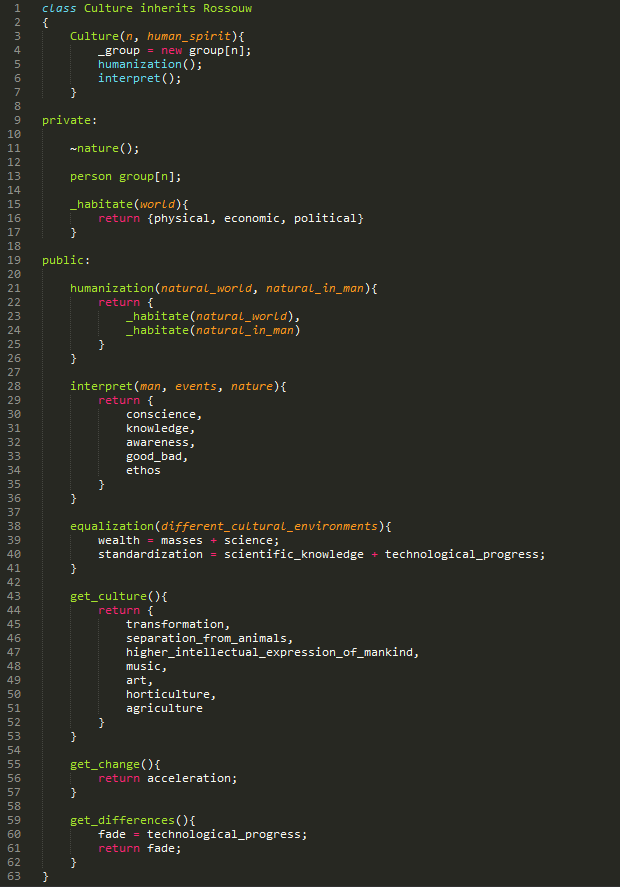 1 class Culture inherits Rossouw
2 {
3 Culture(n, human_spirit){
4 _group = new group[n];
5 humanization();
6 interpret();
7 }
8
9 private:
10
11 ~nature();
12
13 person group[n];
14
15 _habitate(world){
16 return {physical, economic, political}
17 }
18
19 public:
20
21 humanization(natural_world, natural_in_man){
22 return {
23 _habitate(natural_world),
24 _habitate(natural_in_man)
25 }
26 }
27
28 interpret(man, events, nature){
29 return {
30 conscience,
31 knowledge,
32 awareness,
33 good_bad,
34 ethos
35 }
36 }
37
38 equalization(different_cultural_environments){
39 wealth = masses + science;
40 standardization = scientific_knowledge + technological_progress;
41 }
42
43 get_culture(){
44 return {
45 transformation,
46 separation_from_animals,
47 higher_intellectual_expression_of_mankind,
48 music,
49 art,
50 horticulture,
51 agriculture
52 }
53 }
54
55 get_change(){
56 return acceleration;
57 }
58
59 get_differences(){
60 fade = technological_progress;
61 return fade;
62 }
63 }